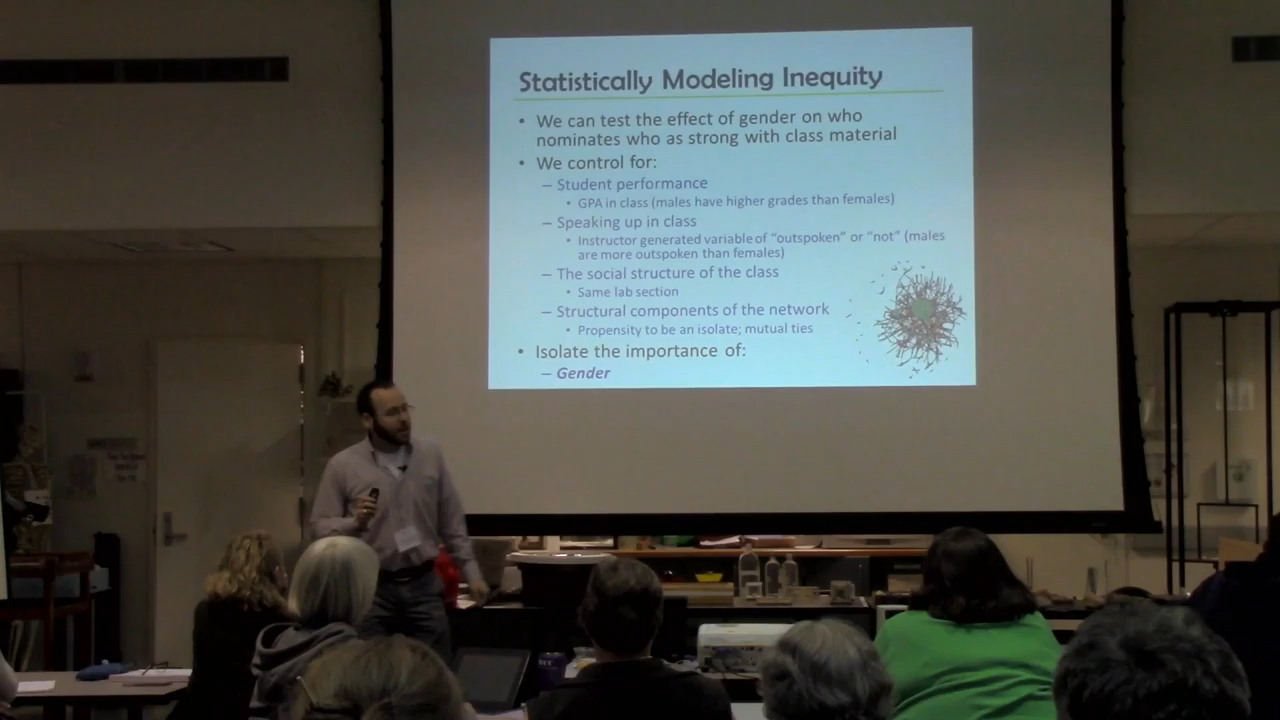 Statistically Modeling Inequity
• We can test the effect of gender on who
nominates who as strong with class material
• We control for:
– Student performance
• GPA in class (males have higher grades than females)
– Speaking up in class
• Instructor generated variable of "outspoken" or "not" (males
are more outspoken than females)
– The social structure of the class
• Same lab section
– Structural components of the network
• Propensity to be an isolate; mutual ties
• Isolate the importance of:
– Gender